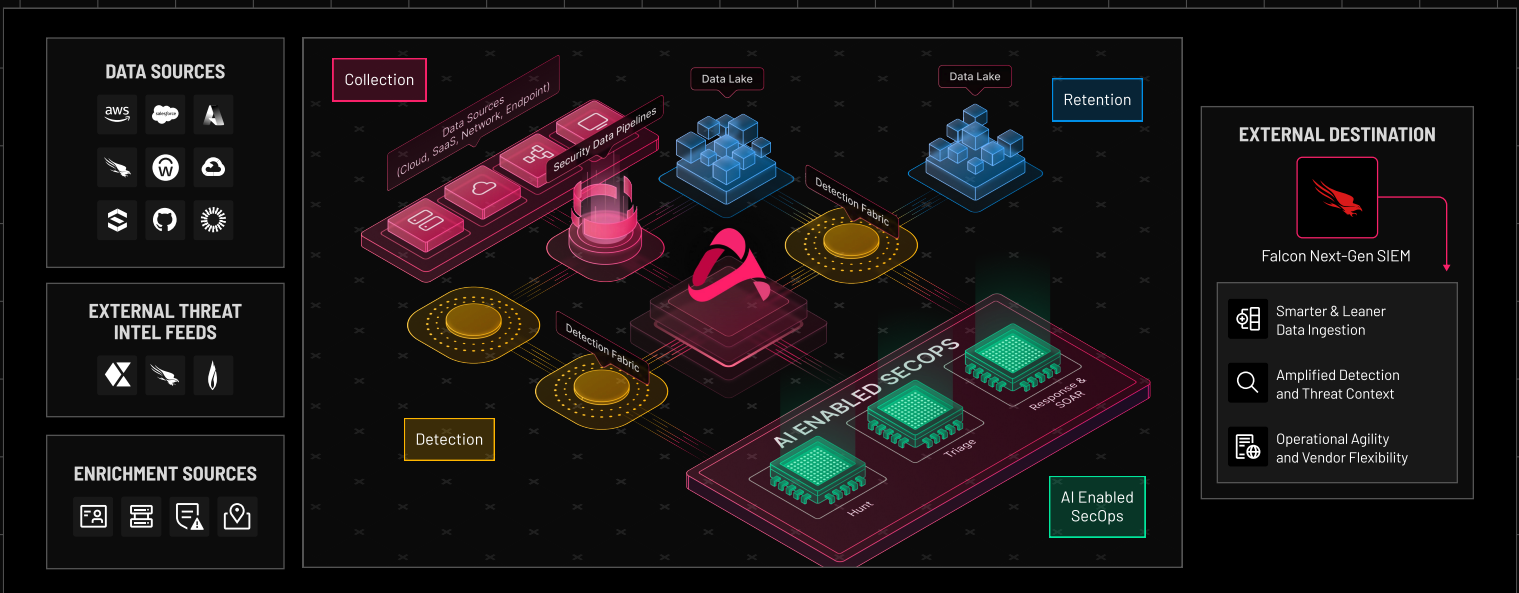 DATA SOURCES
aws
salesforce
W
EXTERNAL THREAT
INTEL FEEDS
ENRICHMENT SOURCES
Collection
Data Sources
(Cloud, SaaS, Network, Endpoint)
Security Data Pipelines
Data Lake
Data Lake
Retention
Detection Fabric
Detection Fabric
Detection
AI ENABLED SECOPS
Hunt
Triage
Response &
SOAR
AI Enabled
SecOps
EXTERNAL DESTINATION
Falcon Next-Gen SIEM
Smarter & Leaner
Data Ingestion
Amplified Detection
and Threat Context
Operational Agility
and Vendor Flexibility